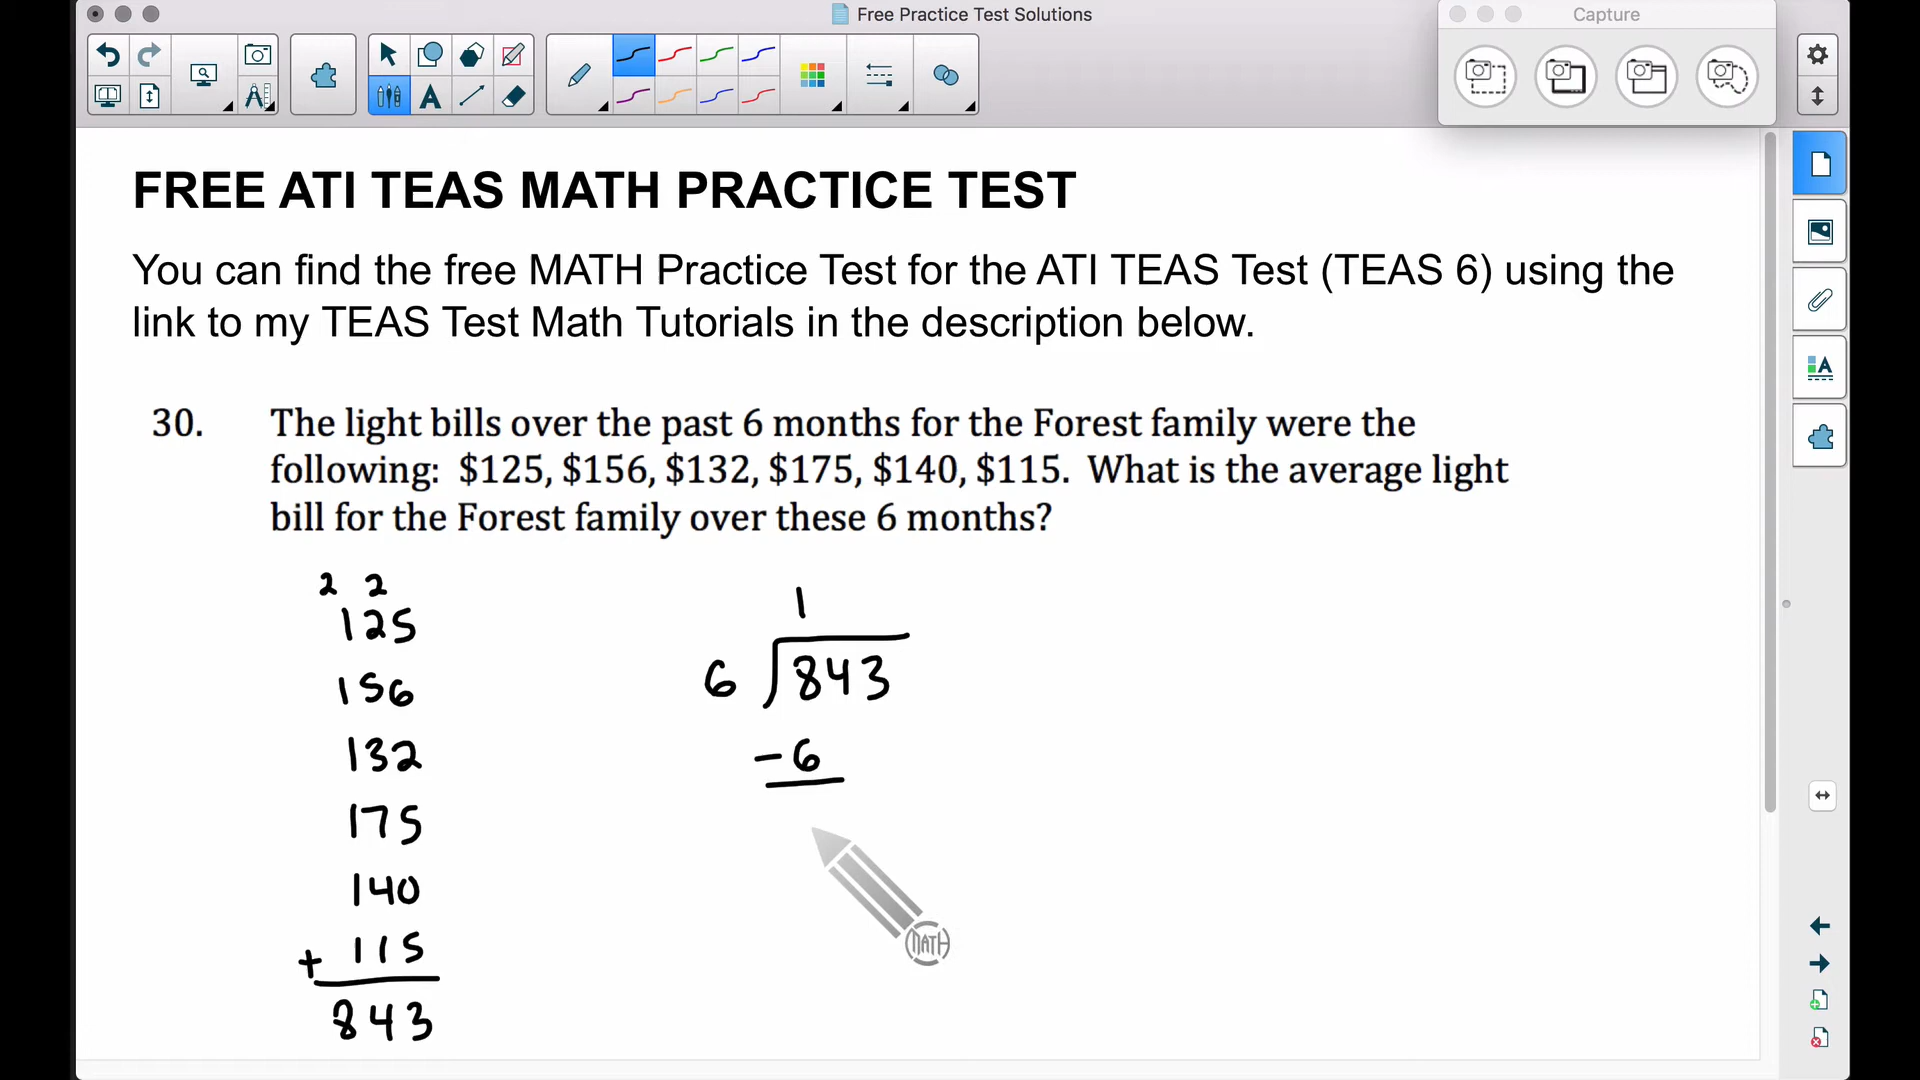 Free Practice Test Solutions
Capture
A
A
FREE ATI TEAS MATH PRACTICE TEST
You can find the free MATH Practice Test for the ATI TEAS Test (TEAS 6) using the
link to my TEAS Test Math Tutorials in the description below.
30. The light bills over the past 6 months for the Forest family were the
following: $125, $156, $132, $175, $140, $115. What is the average light
bill for the Forest family over these 6 months?
2 2
125
156
132
175
140
+ 115
843
1
6 843
- 6
MATH